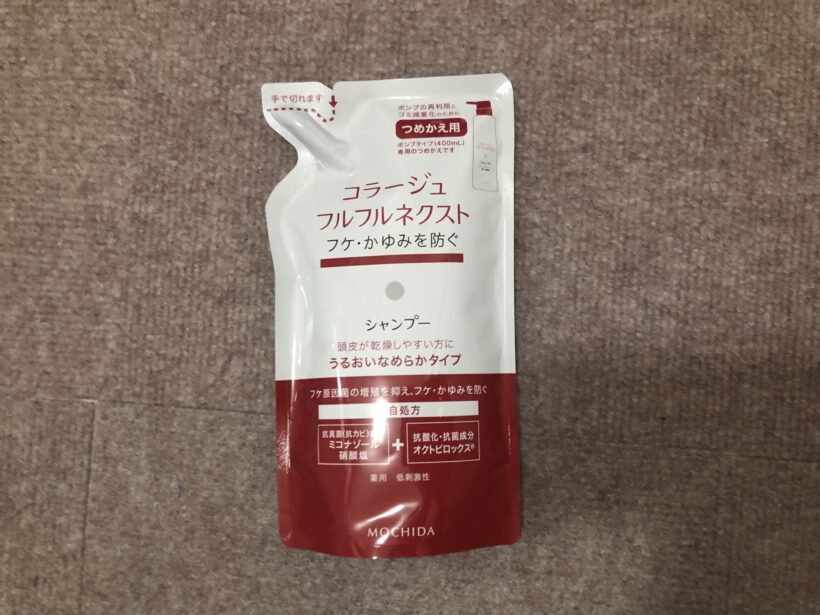 手で切れます
ポンプの再利用と
ゴミ減量化のために
つめかえ用
ポンプタイプ(400mL)
専用のつめかえです
コラージュ
フルフルネクスト
フケ・かゆみを防ぐ
シャンプー
頭皮が乾燥しやすい方に
うるおいなめらかタイプ
フケ原因菌の増殖を抑え、フケ・かゆみを防ぐ
自処方
抗真菌(抗カビ)
ミコナゾール
硝酸塩
+
抗酸化・抗菌成分
オクトピロックス®
薬用 低刺激性
MOCHIDA